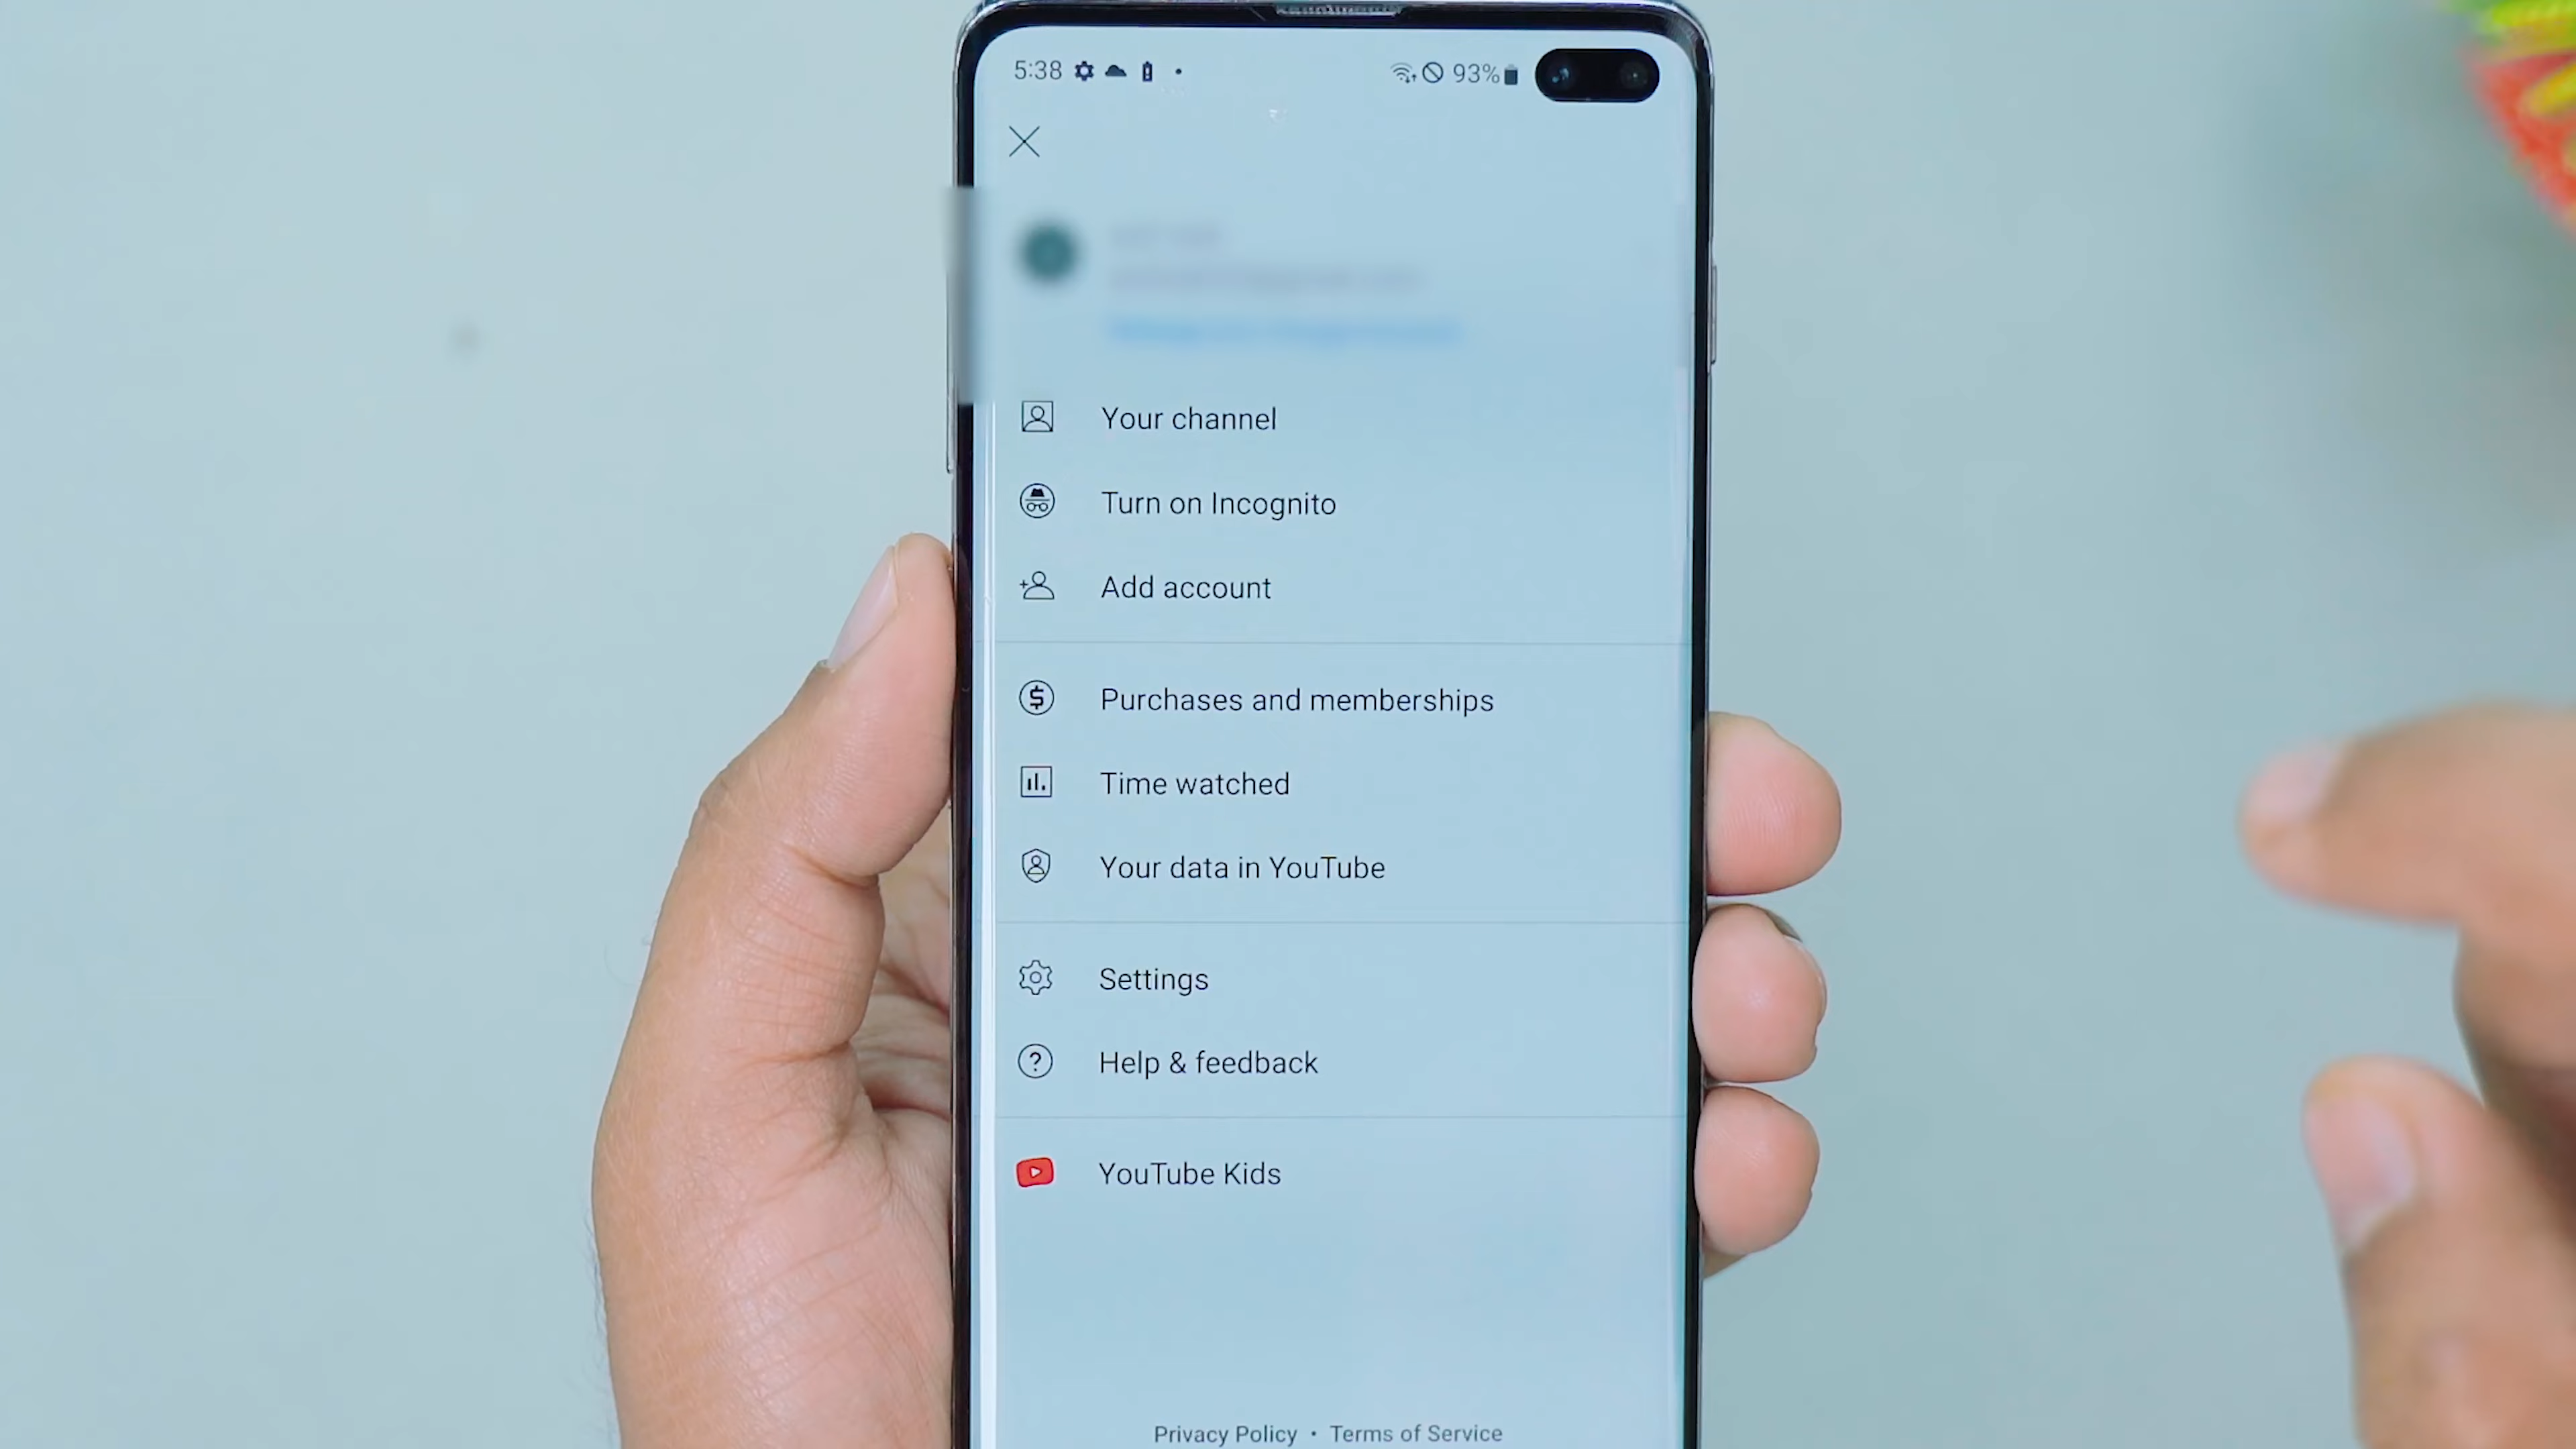 5:38
93%
Your channel
Turn on Incognito
Add account
Purchases and memberships
Time watched
Your data in YouTube
Settings
Help & feedback
YouTube Kids
Privacy Policy • Terms of Service